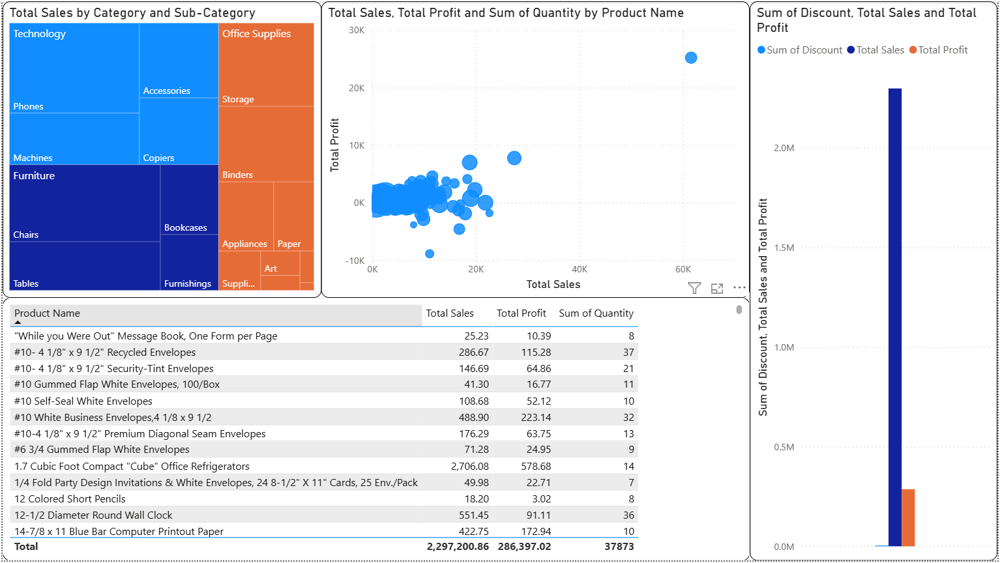 Total Sales by Category and Sub-Category
Technology
Phones
Accessories
Machines
Copiers
Furniture
Chairs
Bookcases
Tables
Furnishings
Office Supplies
Storage
Binders
Appliances
Paper
Art
Suppli...
Total Sales, Total Profit and Sum of Quantity by Product Name
30K
20K
10K
0K
-10K
Total Profit
0K 20K 40K 60K
Total Sales
Sum of Discount, Total Sales and Total
Profit
Sum of Discount Total Sales Total Profit
2.0M
1.5M
1.0M
0.5M
0.0M
Sum of Discount, Total Sales and Total Profit
Product Name Total Sales Total Profit Sum of Quantity
"While you Were Out" Message Book, One Form per Page 25.23 10.39 8
#10- 4 1/8" x 9 1/2" Recycled Envelopes 286.67 115.28 37
#10- 4 1/8" x 9 1/2" Security-Tint Envelopes 146.69 64.86 21
#10 Gummed Flap White Envelopes, 100/Box 41.30 16.77 11
#10 Self-Seal White Envelopes 108.68 52.12 10
#10 White Business Envelopes,4 1/8 x 9 1/2 488.90 223.14 32
#10-4 1/8" x 9 1/2" Premium Diagonal Seam Envelopes 176.29 63.75 13
#6 3/4 Gummed Flap White Envelopes 71.28 24.95 9
1.7 Cubic Foot Compact "Cube" Office Refrigerators 2,706.08 578.68 14
1/4 Fold Party Design Invitations & White Envelopes, 24 8-1/2" X 11" Cards, 25 Env./Pack 49.98 22.71 7
12 Colored Short Pencils 18.20 3.02 8
12-1/2 Diameter Round Wall Clock 551.45 91.11 36
14-7/8 x 11 Blue Bar Computer Printout Paper 422.75 172.94 10
Total 2,297,200.86 286,397.02 37873